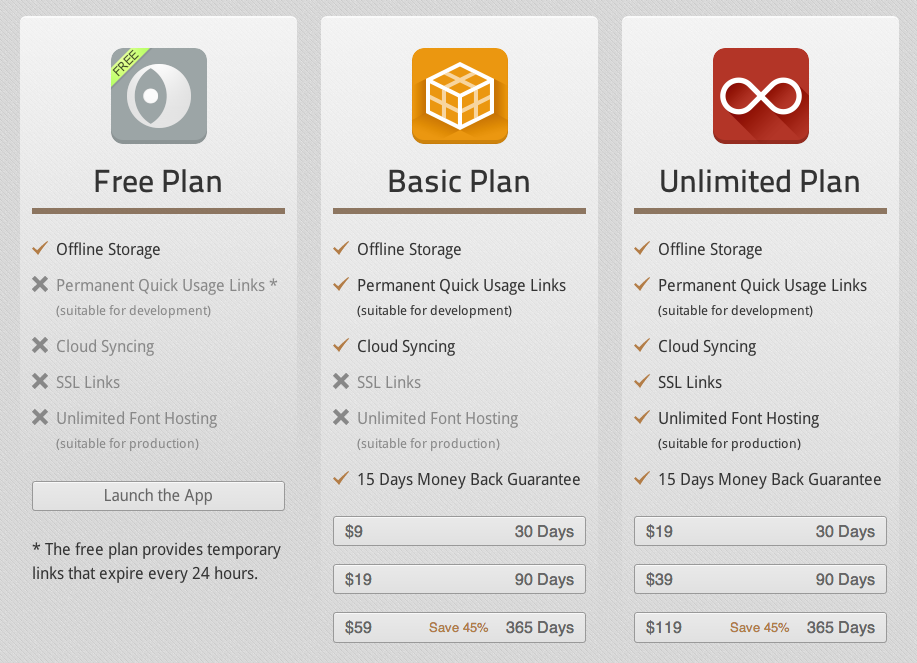 FREE
Free Plan
Offline Storage
Permanent Quick Usage Links *
(suitable for development)
Cloud Syncing
SSL Links
Unlimited Font Hosting
(suitable for production)
Launch the App
* The free plan provides temporary
links that expire every 24 hours.
Basic Plan
Offline Storage
Permanent Quick Usage Links
(suitable for development)
Cloud Syncing
SSL Links
Unlimited Font Hosting
(suitable for production)
15 Days Money Back Guarantee
$9 30 Days
$19 90 Days
$59 Save 45% 365 Days
Unlimited Plan
Offline Storage
Permanent Quick Usage Links
(suitable for development)
Cloud Syncing
SSL Links
Unlimited Font Hosting
(suitable for production)
15 Days Money Back Guarantee
$19 30 Days
$39 90 Days
$119 Save 45% 365 Days